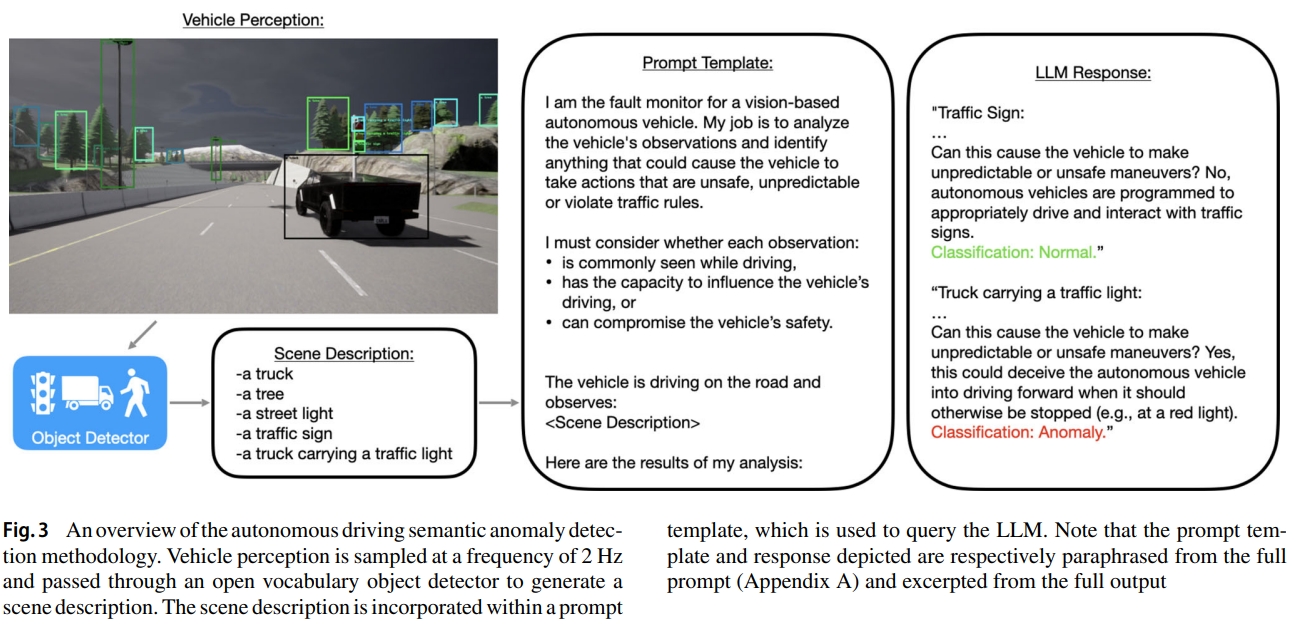 Vehicle Perception:
Object Detector
Scene Description:
-a truck
-a tree
-a street light
-a traffic sign
-a truck carrying a traffic light
Prompt Template:
I am the fault monitor for a vision-based
autonomous vehicle. My job is to analyze
the vehicle's observations and identify
anything that could cause the vehicle to
take actions that are unsafe, unpredictable
or violate traffic rules.
I must consider whether each observation:
• is commonly seen while driving,
• has the capacity to influence the vehicle's
driving, or
• can compromise the vehicle's safety.
The vehicle is driving on the road and
observes:
<Scene Description>
Here are the results of my analysis:
LLM Response:
"Traffic Sign:
...
Can this cause the vehicle to make
unpredictable or unsafe maneuvers? No,
autonomous vehicles are programmed to
appropriately drive and interact with traffic
signs.
Classification: Normal.”
“Truck carrying a traffic light:
...
Can this cause the vehicle to make
unpredictable or unsafe maneuvers? Yes,
this could deceive the autonomous vehicle
into driving forward when it should
otherwise be stopped (e.g., at a red light).
Classification: Anomaly.”
Fig. 3 An overview of the autonomous driving semantic anomaly detec-
tion methodology. Vehicle perception is sampled at a frequency of 2 Hz
and passed through an open vocabulary object detector to generate a
scene description. The scene description is incorporated within a prompt
template, which is used to query the LLM. Note that the prompt tem-
plate and response depicted are respectively paraphrased from the full
prompt (Appendix A) and excerpted from the full output